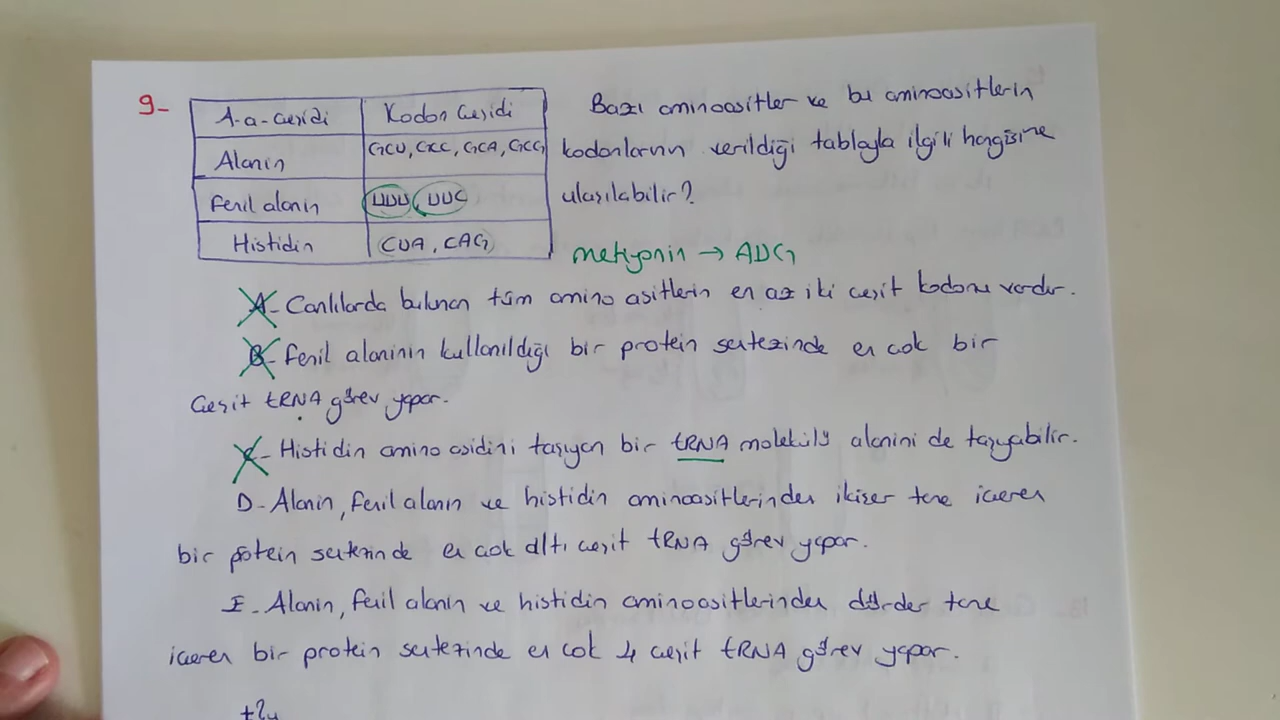 9-
A.a. Çeşidi Kodon Çeşidi
Alanin GCU, GCC, GCA, GCG
Fenil alanin UUU, UUC
Histidin CUA, CAG
Bazı aminoasitler ve bu aminoasitlerin
kodonlarının verildiği tabloyla ilgili hangisine
ulaşılabilir?
metiyonin → AUG
A- Canlılarda bulunan tüm amino asitlerin en az iki çeşit kodonu vardır.
B- Fenil alaninin kullanıldığı bir protein sentezinde en çok bir
çeşit tRNA görev yapar.
C- Histidin amino asidini taşıyan bir tRNA molekülü alanini de taşıyabilir.
D- Alanin, fenil alanin ve histidin aminoasitlerinden ikişer tane içeren
bir protein sentezinde en çok altı çeşit tRNA görev yapar.
E- Alanin, fenil alanin ve histidin aminoasitlerinden dörder tane
içeren bir protein sentezinde en çok 4 çeşit tRNA görev yapar.